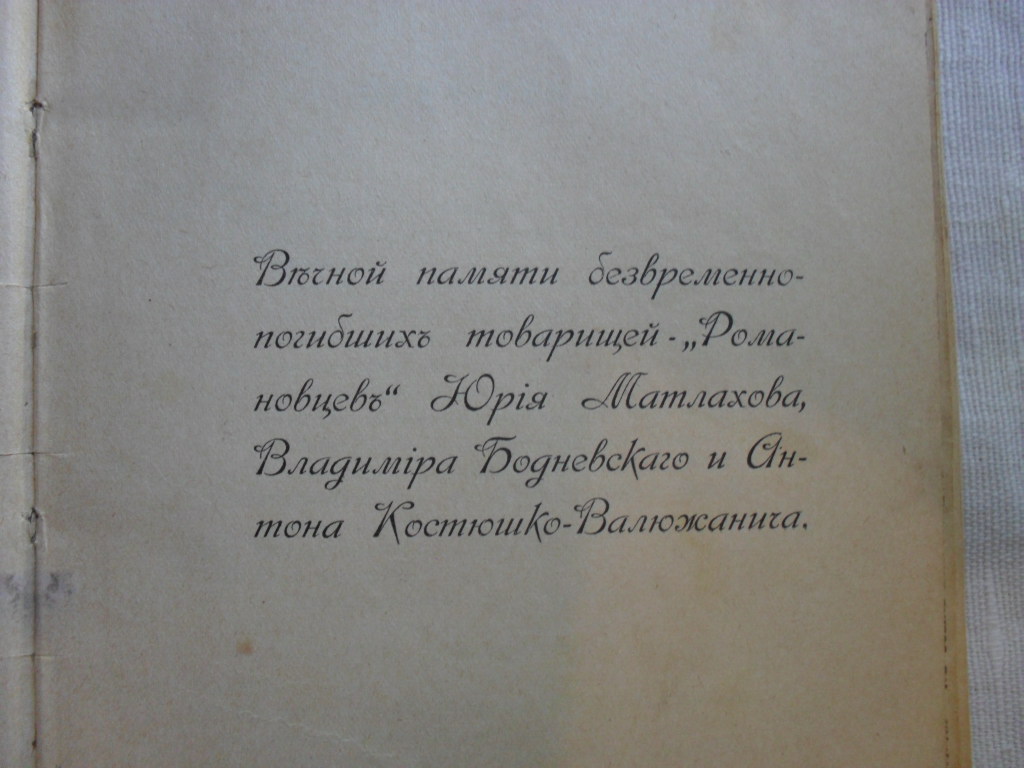 Вѣчной памяти безвременно-
погибшихъ товарищей-„Рома-
новцевъ“ Юрія Матлахова,
Владиміра Бодневскаго и Ан-
тона Костюшко-Валюжанича.